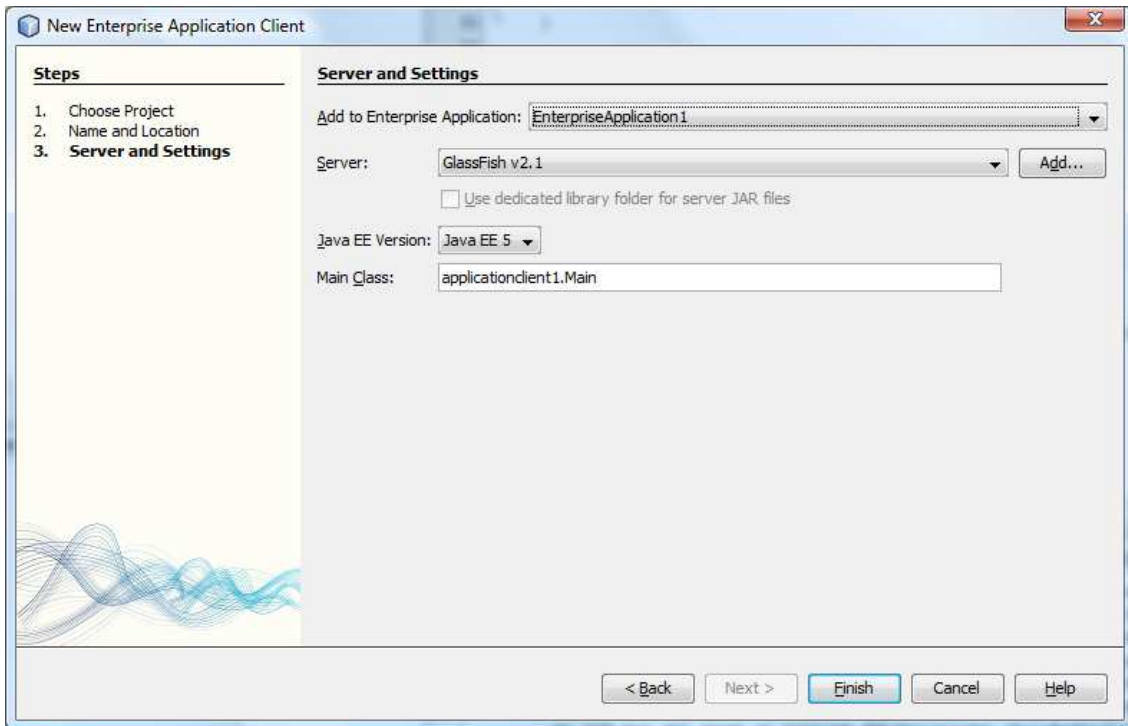 New Enterprise Application Client
Steps
1. Choose Project
2. Name and Location
3. Server and Settings
Server and Settings
Add to Enterprise Application: EnterpriseApplication1
Server: GlassFish v2.1 Add...
Use dedicated library folder for server JAR files
Java EE Version: Java EE 5
Main Class: applicationclient1.Main
< Back Next > Finish Cancel Help